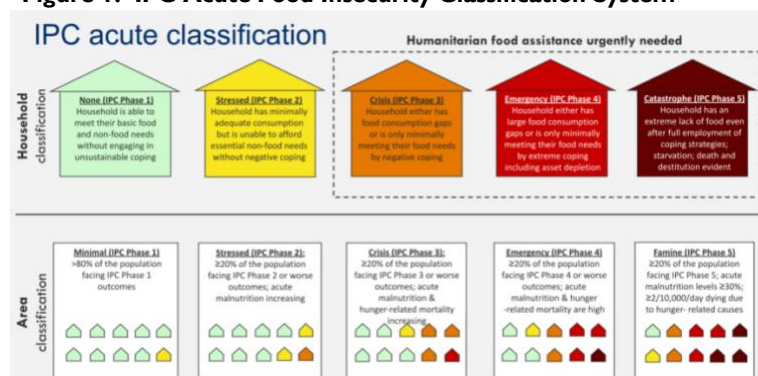 Figure 1. IPC Acute Food Insecurity Classification System
IPC acute classification
Humanitarian food assistance urgently needed
Household
classification
None (IPC Phase 1)
Household is able to
meet their basic food
and non-food needs
without engaging in
unsustainable coping
Stressed (IPC Phase 2)
Household has minimally
adequate consumption
but is unable to afford
essential non-food needs
without negative coping
Crisis (IPC Phase 3)
Household either has
food consumption gaps
or is only minimally
meeting their food needs
by negative coping
Emergency (IPC Phase 4)
Household either has
large food consumption
gaps or is only minimally
meeting their food needs
by extreme coping
including asset depletion
Catastrophe (IPC Phase 5)
Household has an
extreme lack of food even
after full employment of
coping strategies;
starvation; death and
destitution evident
Area
classification
Minimal (IPC Phase 1)
>80% of the population
facing IPC Phase 1
outcomes
Stressed (IPC Phase 2):
≥20% of the population
facing IPC Phase 2 or worse
outcomes; acute
malnutrition increasing
Crisis (IPC Phase 3):
≥20% of the population
facing IPC Phase 3 or worse
outcomes; acute
malnutrition &
hunger-related mortality
increasing
Emergency (IPC Phase 4)
≥20% of the population
facing IPC Phase 4 or worse
outcomes; acute
malnutrition & hunger
-related mortality are high
Famine (IPC Phase 5)
≥20% of the population
facing IPC Phase 5; acute
malnutrition levels ≥30%;
≥2/10,000/day dying due
to hunger- related causes